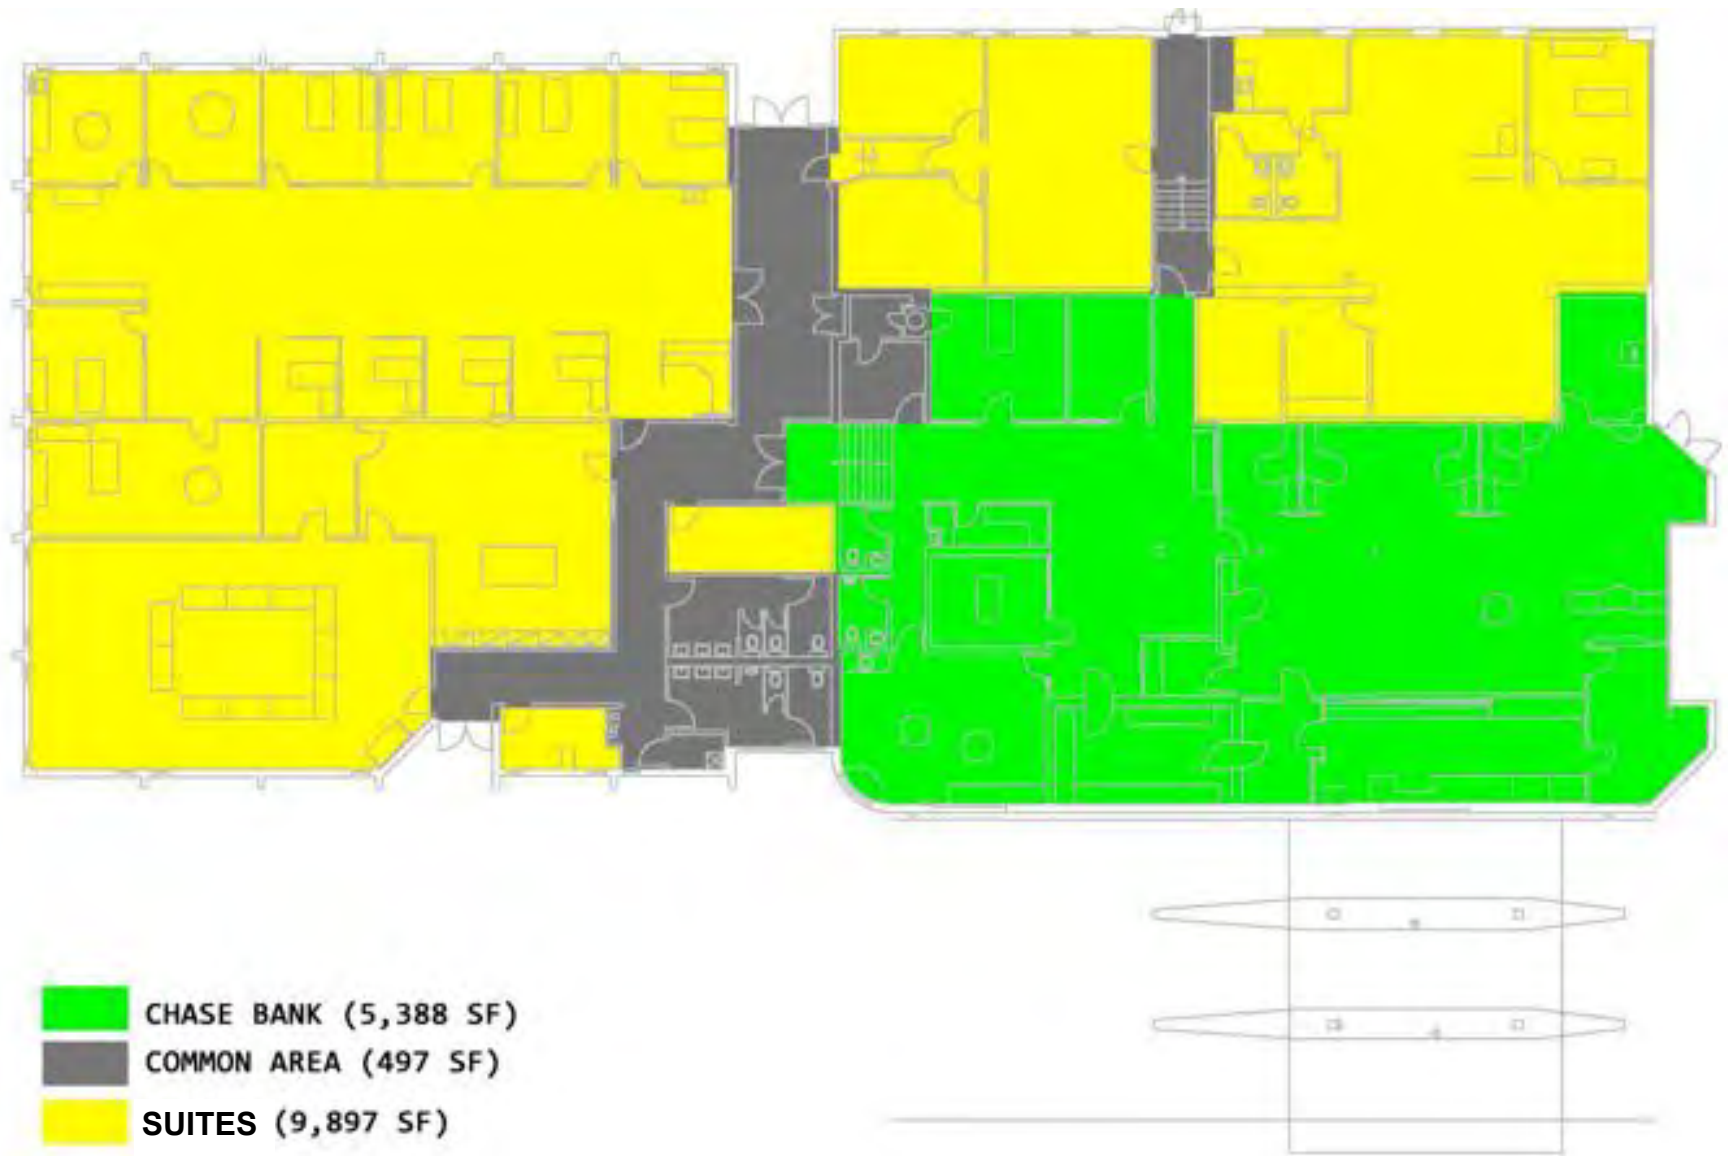 CHASE BANK (5,388 SF)
COMMON AREA (497 SF)
SUITES (9,897 SF)